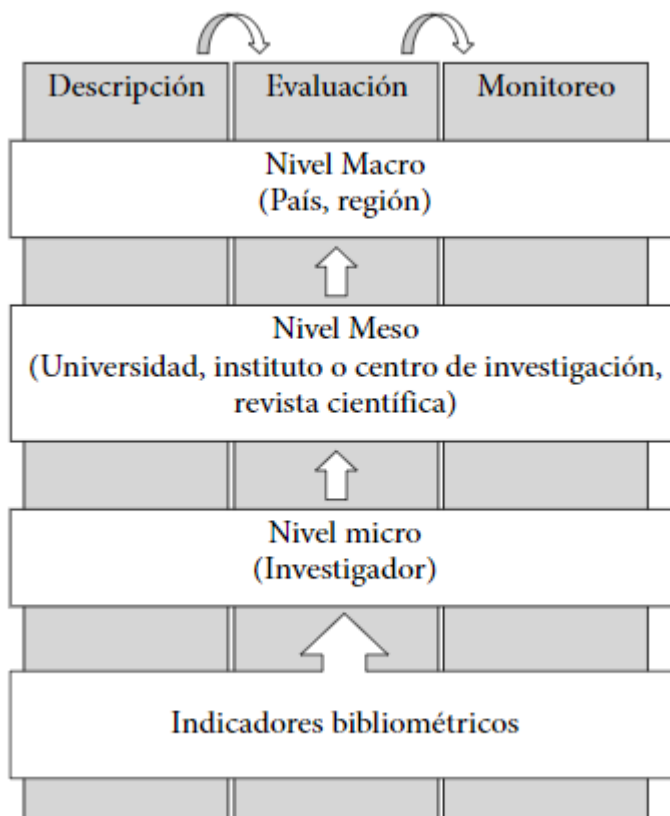 Descripción
Evaluación
Monitoreo
Nivel Macro
(País, región)
Nivel Meso
(Universidad, instituto o centro de investigación,
revista científica)
Nivel micro
(Investigador)
Indicadores bibliométricos